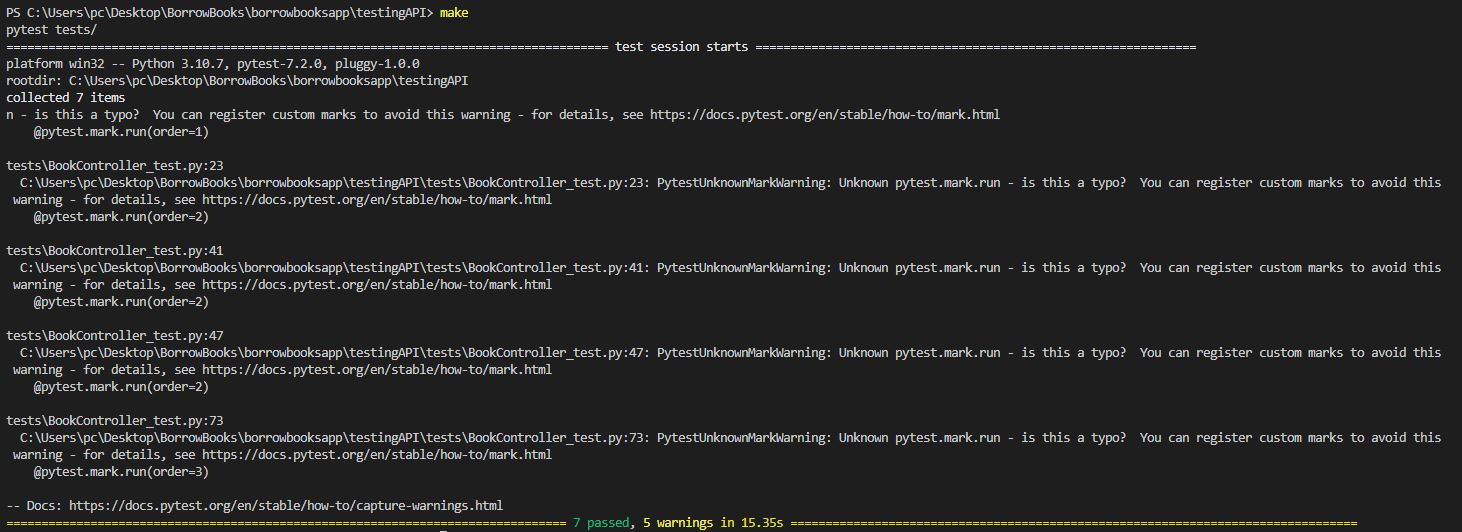 PS C:\Users\pc\Desktop\BorrowBooks\borrowbooksapp\testingAPI> make
pytest tests/
====================================================================================== test session starts ===============================================================
platform win32 -- Python 3.10.7, pytest-7.2.0, pluggy-1.0.0
rootdir: C:\Users\pc\Desktop\BorrowBooks\borrowbooksapp\testingAPI
collected 7 items
n - is this a typo?  You can register custom marks to avoid this warning - for details, see https://docs.pytest.org/en/stable/how-to/mark.html
    @pytest.mark.run(order=1)
tests\BookController_test.py:23
  C:\Users\pc\Desktop\BorrowBooks\borrowbooksapp\testingAPI\tests\BookController_test.py:23: PytestUnknownMarkWarning: Unknown pytest.mark.run - is this a typo?  You can register custom marks to avoid this
 warning - for details, see https://docs.pytest.org/en/stable/how-to/mark.html
    @pytest.mark.run(order=2)
tests\BookController_test.py:41
  C:\Users\pc\Desktop\BorrowBooks\borrowbooksapp\testingAPI\tests\BookController_test.py:41: PytestUnknownMarkWarning: Unknown pytest.mark.run - is this a typo?  You can register custom marks to avoid this
 warning - for details, see https://docs.pytest.org/en/stable/how-to/mark.html
    @pytest.mark.run(order=2)
tests\BookController_test.py:47
  C:\Users\pc\Desktop\BorrowBooks\borrowbooksapp\testingAPI\tests\BookController_test.py:47: PytestUnknownMarkWarning: Unknown pytest.mark.run - is this a typo?  You can register custom marks to avoid this
 warning - for details, see https://docs.pytest.org/en/stable/how-to/mark.html
    @pytest.mark.run(order=2)
tests\BookController_test.py:73
  C:\Users\pc\Desktop\BorrowBooks\borrowbooksapp\testingAPI\tests\BookController_test.py:73: PytestUnknownMarkWarning: Unknown pytest.mark.run - is this a typo?  You can register custom marks to avoid this
 warning - for details, see https://docs.pytest.org/en/stable/how-to/mark.html
    @pytest.mark.run(order=3)
-- Docs: https://docs.pytest.org/en/stable/how-to/capture-warnings.html
================================================================================ 7 passed, 5 warnings in 15.35s =================================================================================